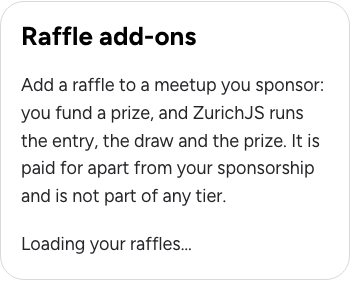 Raffle add-ons
Add a raffle to a meetup you sponsor:
you fund a prize, and ZurichJS runs
the entry, the draw and the prize. It is
paid for apart from your sponsorship
and is not part of any tier.
Loading your raffles...